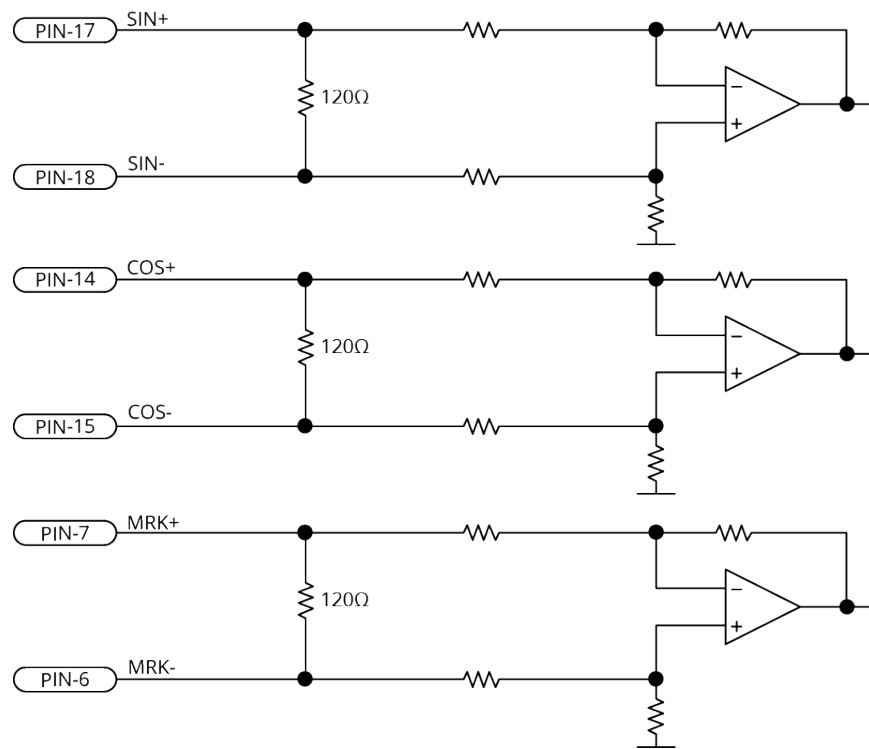 SIN+
PIN-17
120Ω
−
+
SIN-
PIN-18
COS+
PIN-14
120Ω
−
+
COS-
PIN-15
MRK+
PIN-7
120Ω
−
+
MRK-
PIN-6